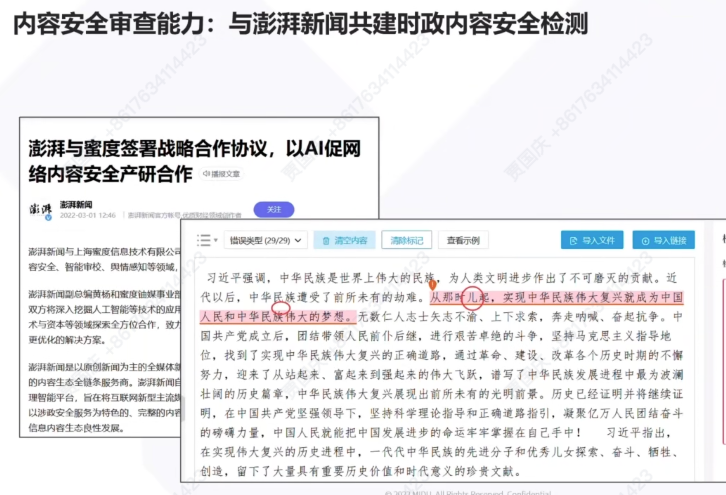 内容安全审查能力：与澎湃新闻共建时政内容安全检测
澎湃与蜜度签署战略合作协议，以AI促网
络内容安全产研合作 播报文章
澎湃 澎湃新闻
2022-03-01 12:46 澎湃新闻官方账号,优质财经领域创作者
关注
澎湃新闻与上海蜜度信息技术有限公司
容安全、智能审校、舆情感知等领域，
澎湃新闻副总编黄杨和蜜度铀媒事业部
双方将深入挖掘人工智能等技术的应用
术与资本等领域探索全方位合作，致力
更优化的解决方案。
澎湃新闻是以原创新闻为主的全媒体新
的内容生态全链条服务商。澎湃新闻自
理智能平台，旨在将互联网新型主流媒
以涉政安全服务为特色的、完整的内容
信息内容生态良性发展。
错误类型 (29/29) 清空内容 清除标记 查看示例 导入文件 导入链接
习近平强调，中华民族是世界上伟大的民族，为人类文明进步作出了不可磨灭的贡献。近
代以后，中华民族遭受了前所未有的劫难。从那时儿起，实现中华民族伟大复兴就成为中国
人民和中华民族伟大的梦想。无数仁人志士矢志不渝、上下求索，奔走呐喊、奋起抗争。中
国共产党成立后，团结带领人民前仆后继，进行艰苦卓绝的斗争，坚持马克思主义指导地
位，找到了实现中华民族伟大复兴的正确道路，通过革命、建设、改革各个历史时期的不懈
努力，迎来了从站起来、富起来到强起来的伟大飞跃，谱写了中华民族发展进程中最为波澜
壮阔的历史篇章，中华民族伟大复兴展现出前所未有的光明前景。历史已经证明并将继续证
明，在中国共产党坚强领导下，坚持科学理论指导和正确道路指引，凝聚亿万人民团结奋斗
的磅礴力量，中国人民就能把中国发展进步的命运牢牢掌握在自己手中！ 习近平指出，
在实现伟大复兴的历史进程中，一代代中华民族的先进分子和优秀儿女探索、奋斗、牺牲、
创造，留下了大量具有重要历史价值和时代意义的珍贵文献。
贾国庆 +8617634114423